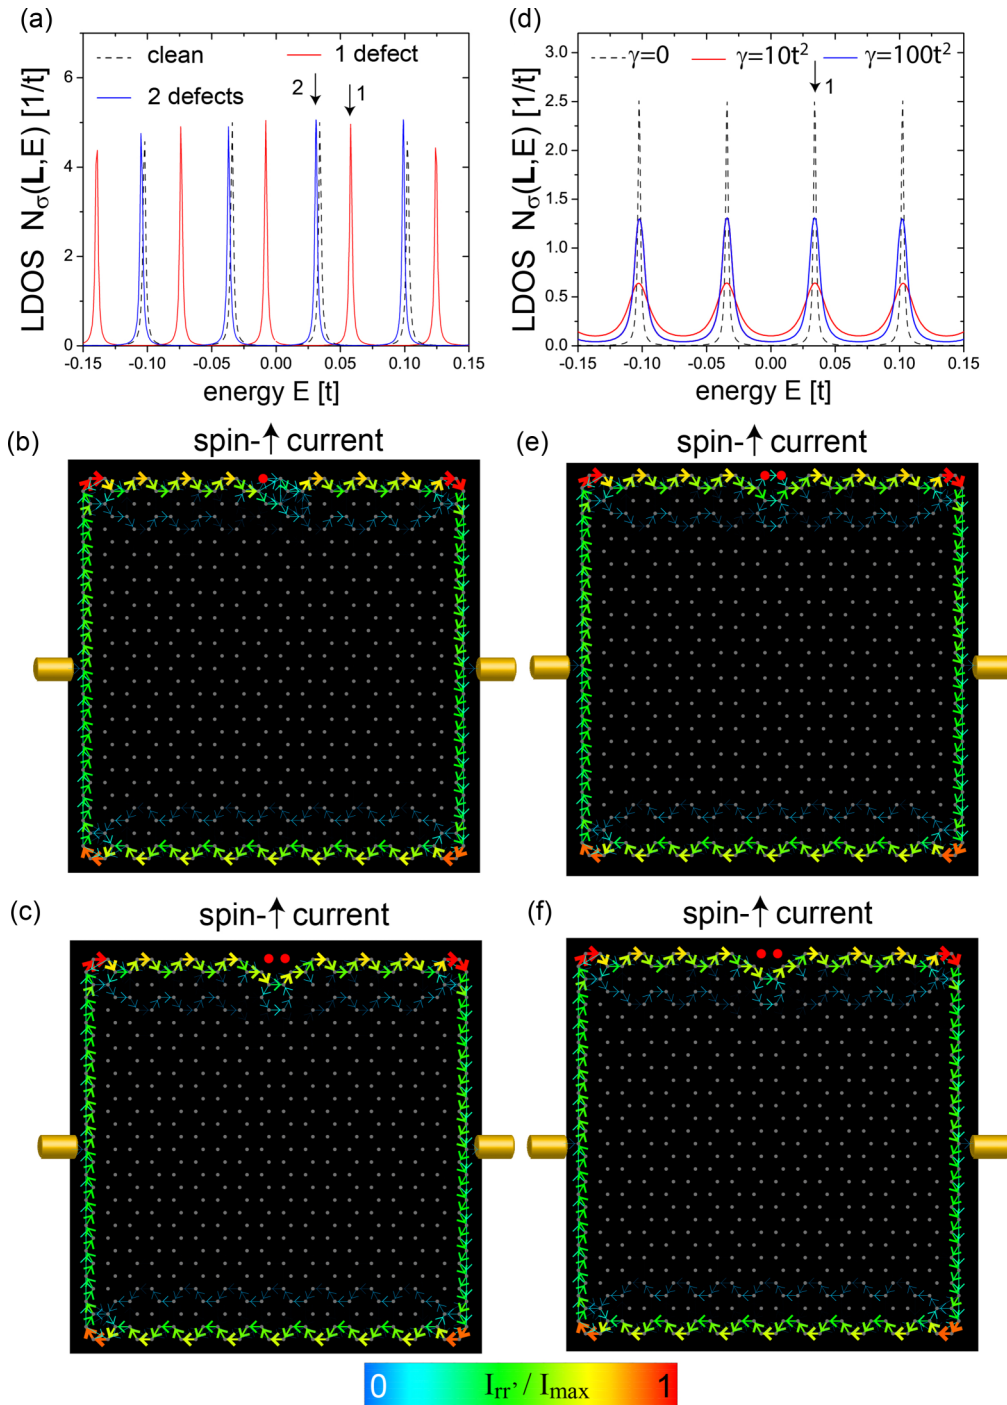 (a)
LDOS Nσ(L,E) [1/t]
6
4
2
0
clean
1 defect
2 defects
2
1
-0.15 -0.10 -0.05 0.00 0.05 0.10 0.15
energy E [t]
(d)
LDOS Nσ(L,E) [1/t]
3.0
2.5
2.0
1.5
1.0
0.5
0.0
γ=0 γ=10t² γ=100t²
1
-0.15 -0.10 -0.05 0.00 0.05 0.10 0.15
energy E [t]
(b)
spin-↑ current
(e)
spin-↑ current
(c)
spin-↑ current
(f)
spin-↑ current
0 Irr' / Imax 1